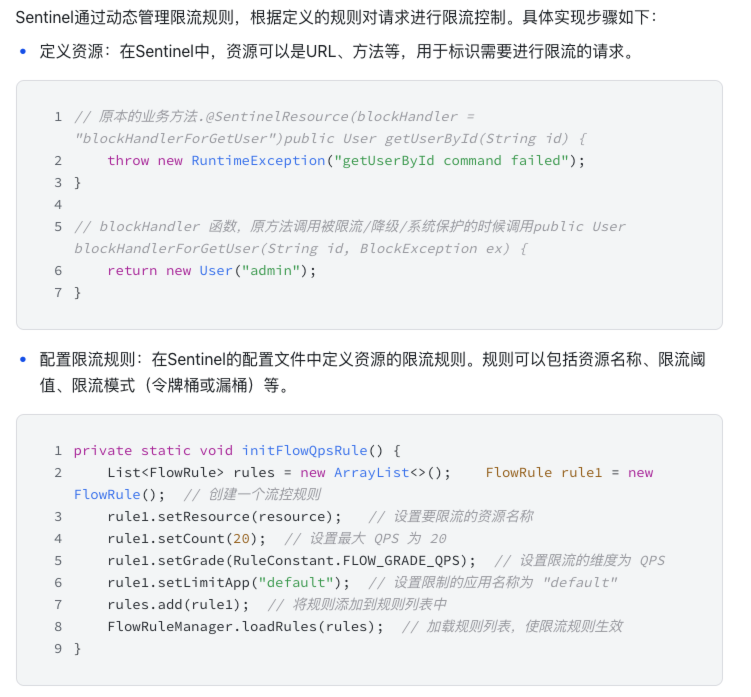 Sentinel通过动态管理限流规则，根据定义的规则对请求进行限流控制。具体实现步骤如下：
• 定义资源：在Sentinel中，资源可以是URL、方法等，用于标识需要进行限流的请求。
1 // 原本的业务方法.@SentinelResource(blockHandler =
"blockHandlerForGetUser")public User getUserById(String id) {
2     throw new RuntimeException("getUserById command failed");
3 }
4
5 // blockHandler 函数，原方法调用被限流/降级/系统保护的时候调用public User
blockHandlerForGetUser(String id, BlockException ex) {
6     return new User("admin");
7 }
• 配置限流规则：在Sentinel的配置文件中定义资源的限流规则。规则可以包括资源名称、限流阈
值、限流模式（令牌桶或漏桶）等。
1 private static void initFlowQpsRule() {
2     List<FlowRule> rules = new ArrayList<>();    FlowRule rule1 = new
FlowRule();  // 创建一个流控规则
3     rule1.setResource(resource);   // 设置要限流的资源名称
4     rule1.setCount(20);  // 设置最大 QPS 为 20
5     rule1.setGrade(RuleConstant.FLOW_GRADE_QPS);  // 设置限流的维度为 QPS
6     rule1.setLimitApp("default");  // 设置限制的应用名称为 "default"
7     rules.add(rule1);  // 将规则添加到规则列表中
8     FlowRuleManager.loadRules(rules);  // 加载规则列表，使限流规则生效
9 }